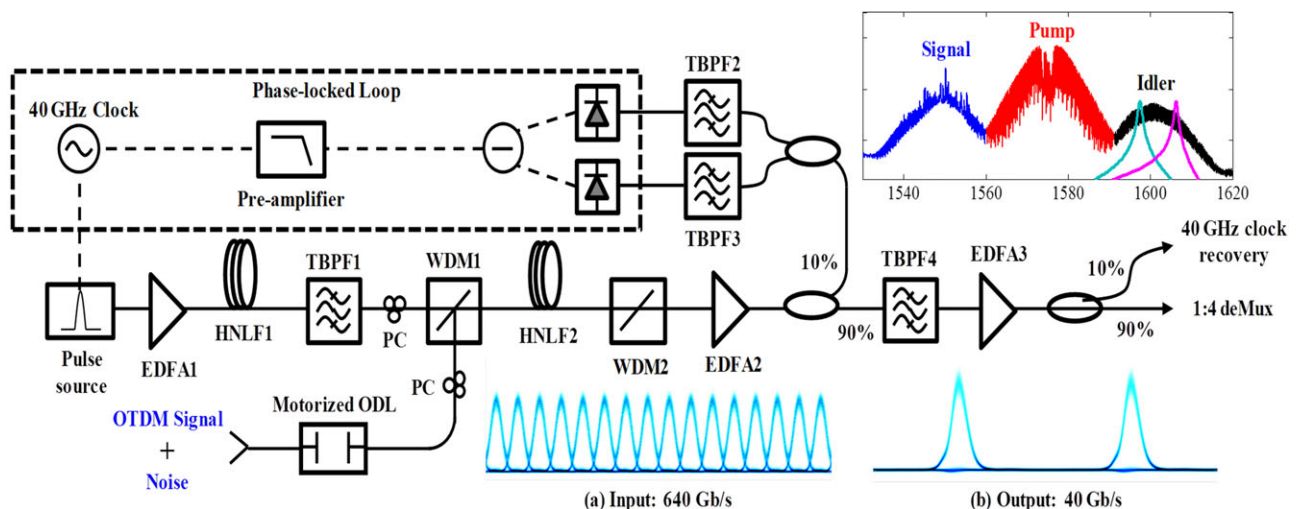 Signal
Pump
Idler
1540
1560
1580
1600
1620
Phase-locked Loop
40 GHz Clock
Pre-amplifier
TBPF2
TBPF3
10%
90%
TBPF4
EDFA3
10%
90%
40 GHz clock
recovery
1:4 deMux
Pulse
source
EDFA1
HNLF1
TBPF1
PC
WDM1
HNLF2
WDM2
EDFA2
PC
Motorized ODL
OTDM Signal
+
Noise
(a) Input: 640 Gb/s
(b) Output: 40 Gb/s